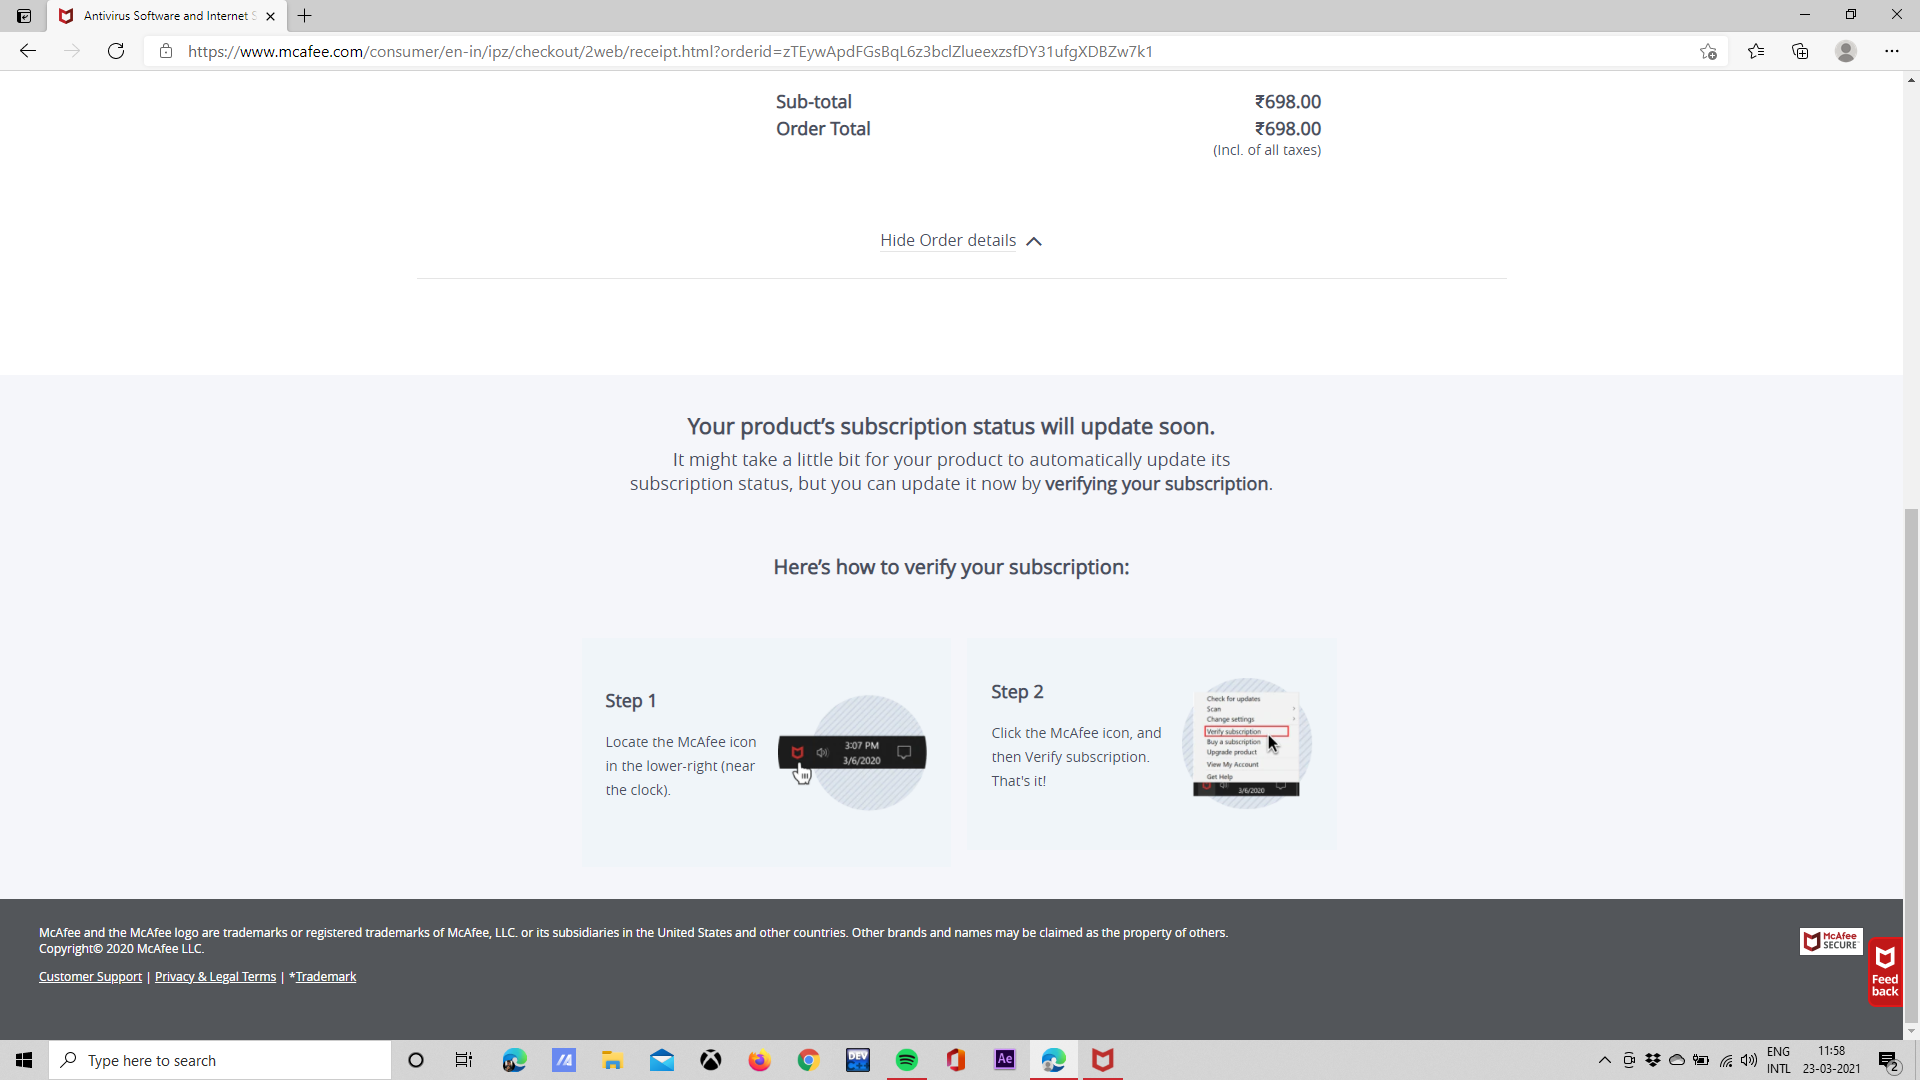 Antivirus Software and Internet S
https://www.mcafee.com/consumer/en-in/ipz/checkout/2web/receipt.html?orderid=zTEywApdFGsBqL6z3bclZlueexzsfDY31ufgXDBZw7k1
Sub-total ₹698.00
Order Total ₹698.00
(Incl. of all taxes)
Hide Order details
Your product's subscription status will update soon.
It might take a little bit for your product to automatically update its
subscription status, but you can update it now by verifying your subscription.
Here's how to verify your subscription:
Step 1
Locate the McAfee icon
in the lower-right (near
the clock).
3:07 PM
3/6/2020
Step 2
Click the McAfee icon, and
then Verify subscription.
That's it!
Check for updates
Scan
Change settings
Verify subscription
Buy a subscription
Upgrade product
View My Account
Get Help
3/6/2020
McAfee and the McAfee logo are trademarks or registered trademarks of McAfee, LLC. or its subsidiaries in the United States and other countries. Other brands and names may be claimed as the property of others.
Copyright© 2020 McAfee LLC.
Customer Support | Privacy & Legal Terms | *Trademark
McAfee
SECURE
Feed
back
Type here to search
DEV
Ae
ENG
INTL
11:58
23-03-2021
2